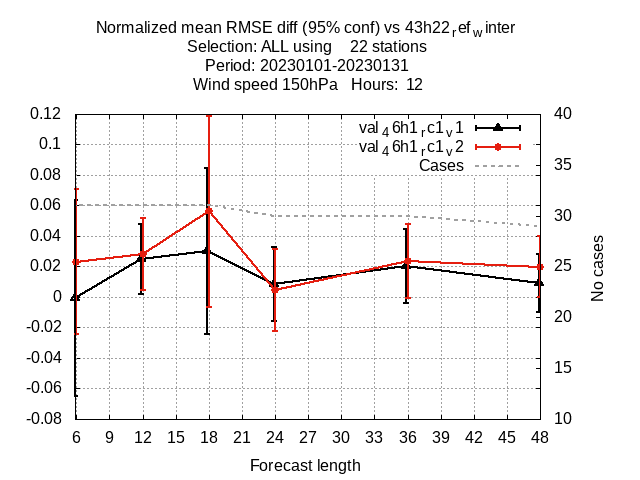 Normalized mean RMSE diff (95% conf) vs 43h22refwinter
Selection: ALL using 22 stations
Period: 20230101-20230131
Wind speed 150hPa Hours: 12
val46h1rc1v1
val46h1rc1v2
Cases
0.12
0.1
0.08
0.06
0.04
0.02
0
-0.02
-0.04
-0.06
-0.08
40
35
30
25
20
15
10
No cases
6 9 12 15 18 21 24 27 30 33 36 39 42 45 48
Forecast length